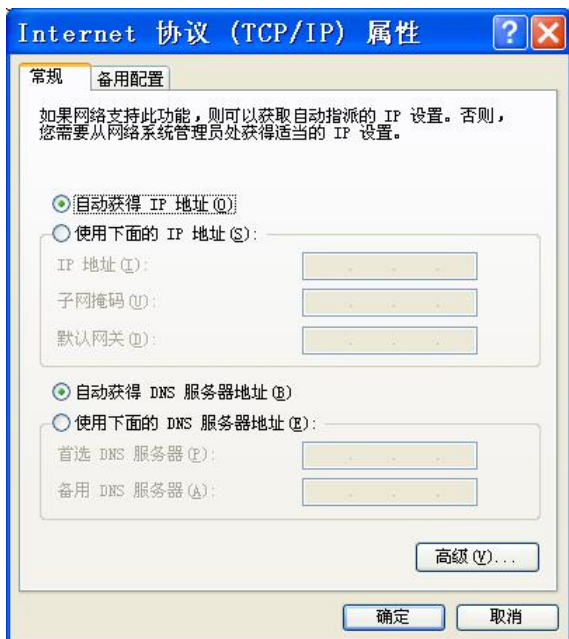 Internet 协议 (TCP/IP) 属性
常规 备用配置
如果网络支持此功能,则可以获取自动指派的 IP 设置。否则,
您需要从网络系统管理员处获得适当的 IP 设置。
自动获得 IP 地址(O)
使用下面的 IP 地址(S):
IP 地址(I):
子网掩码(U):
默认网关(D):
自动获得 DNS 服务器地址(B)
使用下面的 DNS 服务器地址(E):
首选 DNS 服务器(P):
备用 DNS 服务器(A):
高级(V)...
确定 取消